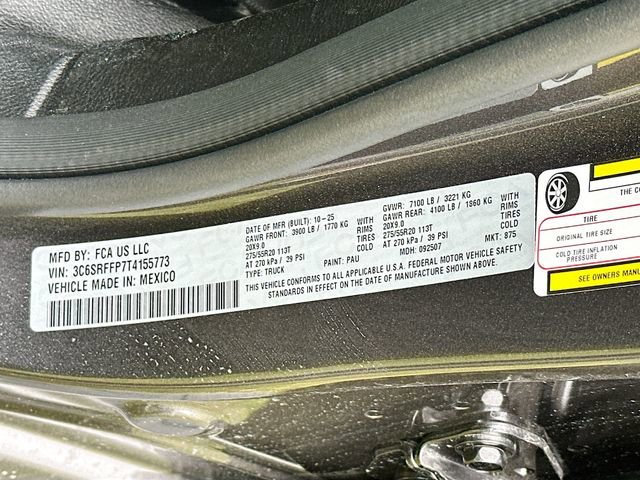 MFD BY: FCA US LLC
VIN: 3C6SRFFP7T4155773
VEHICLE MADE IN: MEXICO
DATE OF MFR (BUILT): 10-25
GAWR FRONT: 3900 LB / 1770 KG WITH
20X9.0 RIMS
275/55R20 113T
AT 270 kPa / 39 PSI COLD
TYPE: TRUCK PAINT: PAU
GVWR: 7100 LB / 3221 KG
GAWR REAR: 4100 LB / 1860 KG WITH
20X9.0 RIMS
275/55R20 113T
AT 270 kPa / 39 PSI COLD
MDH: 092507 MKT: 875
THIS VEHICLE CONFORMS TO ALL APPLICABLE U.S.A. FEDERAL MOTOR VEHICLE SAFETY
STANDARDS IN EFFECT ON THE DATE OF MANUFACTURE SHOWN ABOVE.
THE CO
TIRE
ORIGINAL TIRE SIZE
COLD TIRE INFLATION
PRESSURE
SEE OWNERS MANUA